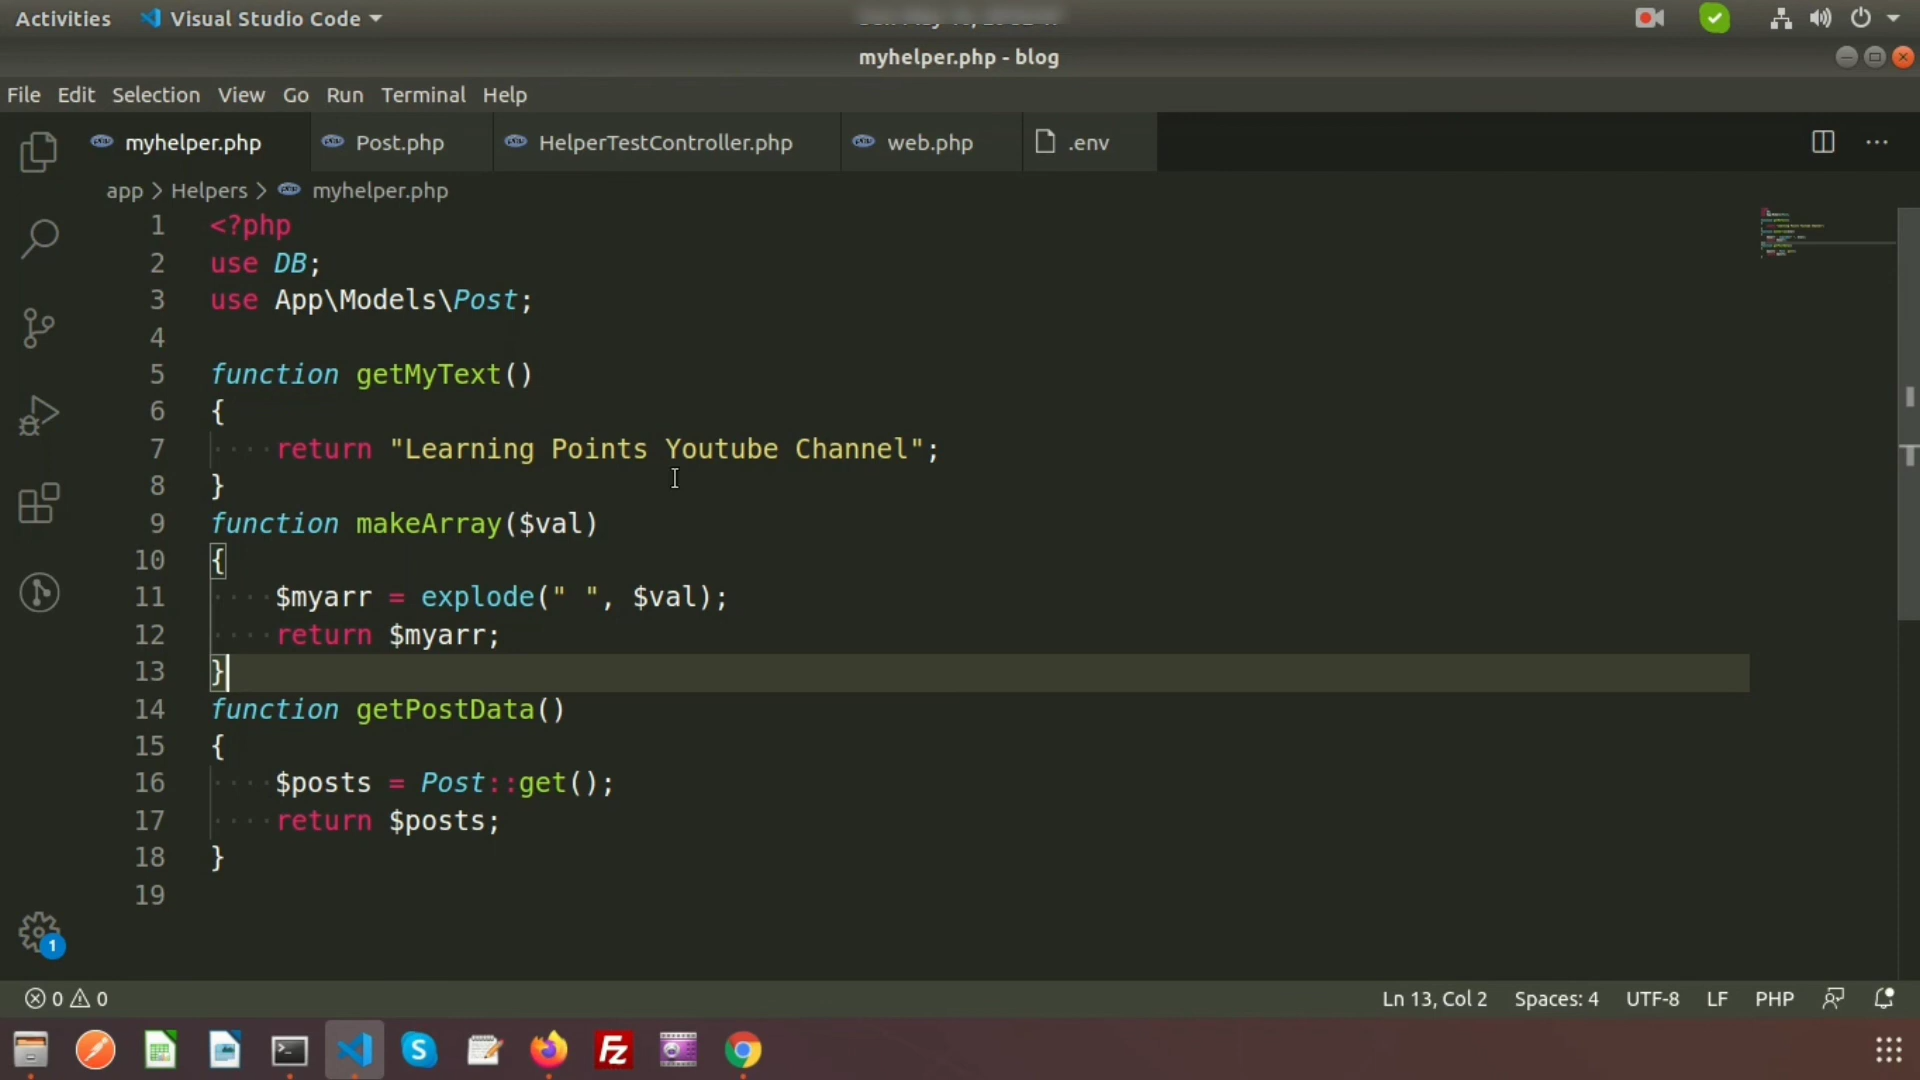 Activities Visual Studio Code
myhelper.php - blog
File Edit Selection View Go Run Terminal Help
myhelper.php Post.php HelperTestController.php web.php .env
app > Helpers > myhelper.php
1 <?php
2 use DB;
3 use App\Models\Post;
4
5 function getMyText()
6 {
7 return "Learning Points Youtube Channel";
8 }
9 function makeArray($val)
10 {
11 $myarr = explode(" ", $val);
12 return $myarr;
13 }
14 function getPostData()
15 {
16 $posts = Post::get();
17 return $posts;
18 }
19
1
0 0 Ln 13, Col 2 Spaces: 4 UTF-8 LF PHP
S Fz